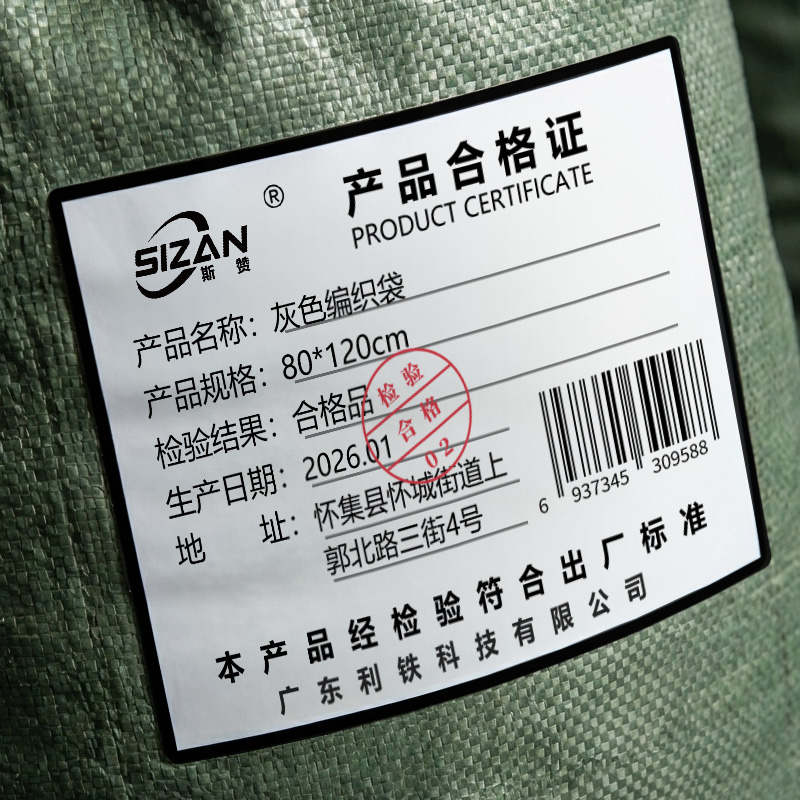 SIZAN
斯赞
®
产品合格证
PRODUCT CERTIFICATE
产品名称：灰色编织袋
产品规格：80*120cm
检验结果：合格品
生产日期：2026.01
地 址：怀集县怀城街道上
郭北路三街4号
检验
合格
02
6 937345 309588
本产品经检验符合出厂标准
广东利铁科技有限公司